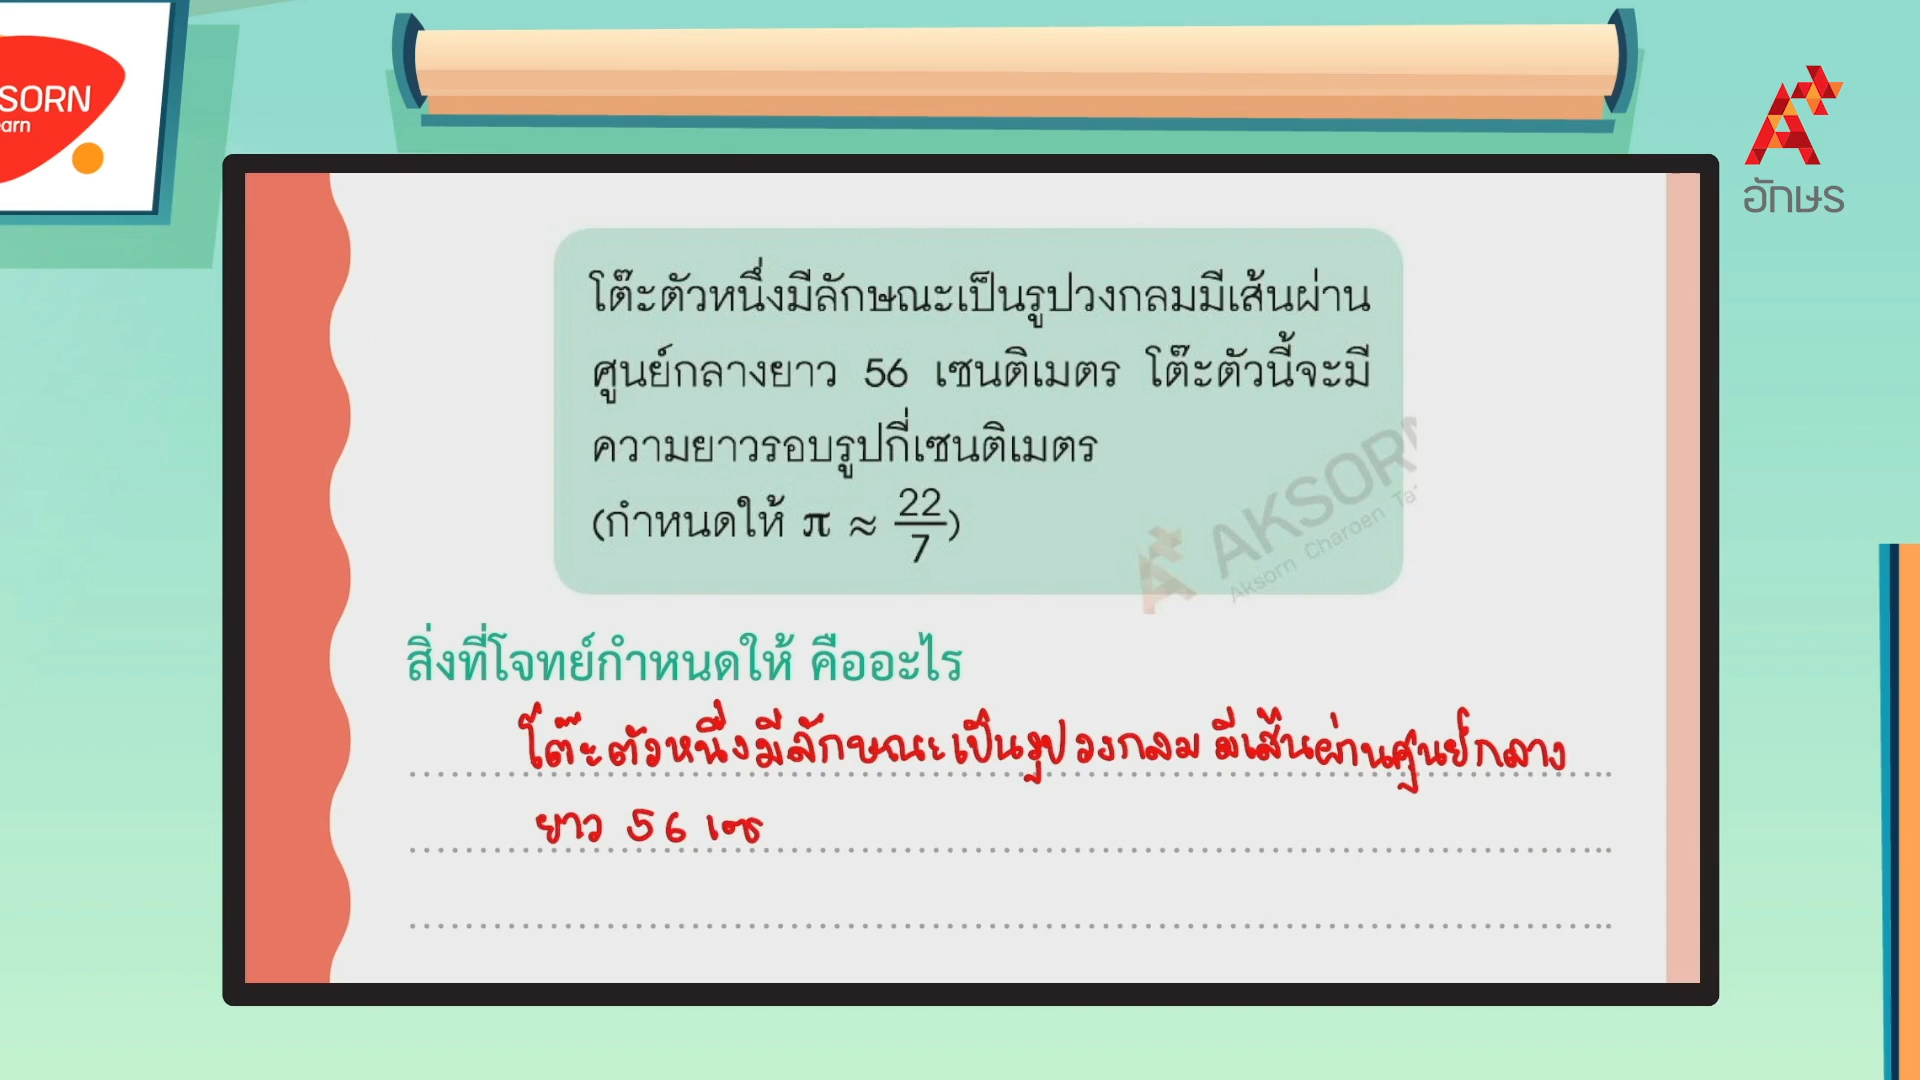 SORN
arn
อักษร
โต๊ะตัวหนึ่งมีลักษณะเป็นรูปวงกลมมีเส้นผ่าน
ศูนย์กลางยาว 56 เซนติเมตร โต๊ะตัวนี้จะมี
ความยาวรอบรูปกี่เซนติเมตร
(กำหนดให้ π ≈ 22/7)
AKSORN
Aksorn Charoen Ta
สิ่งที่โจทย์กำหนดให้ คืออะไร
โต๊ะตัวหนึ่งมีลักษณะเป็นรูปวงกลม มีเส้นผ่านศูนย์กลาง
ยาว 56 เซ